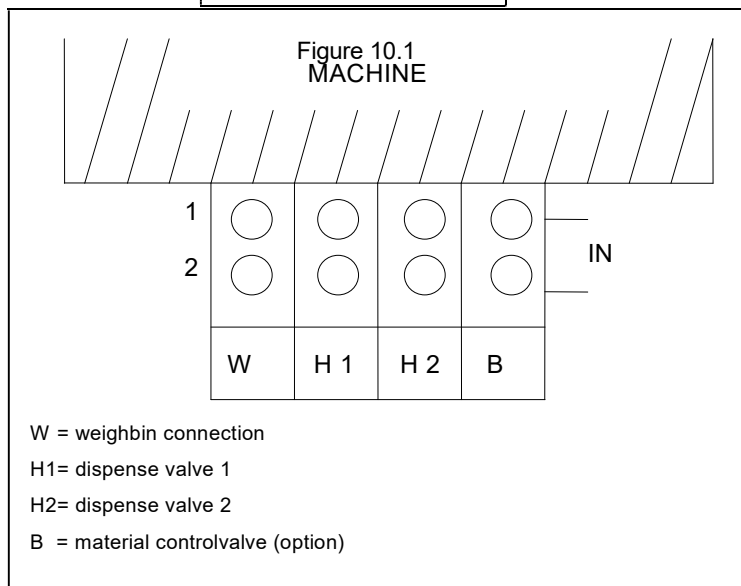 Figure 10.1
MACHINE
1
2
IN
W H 1 H 2 B
W = weighbin connection
H1= dispense valve 1
H2= dispense valve 2
B = material controlvalve (option)